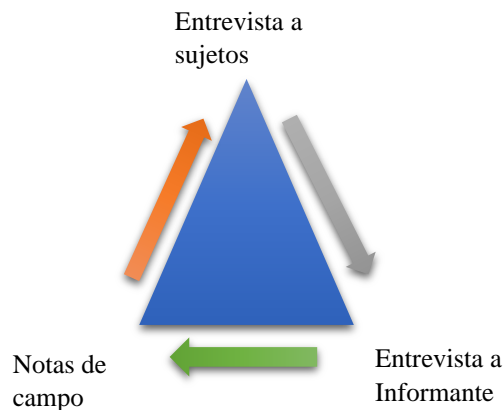 Entrevista a
sujetos
Notas de
campo
Entrevista a
Informante